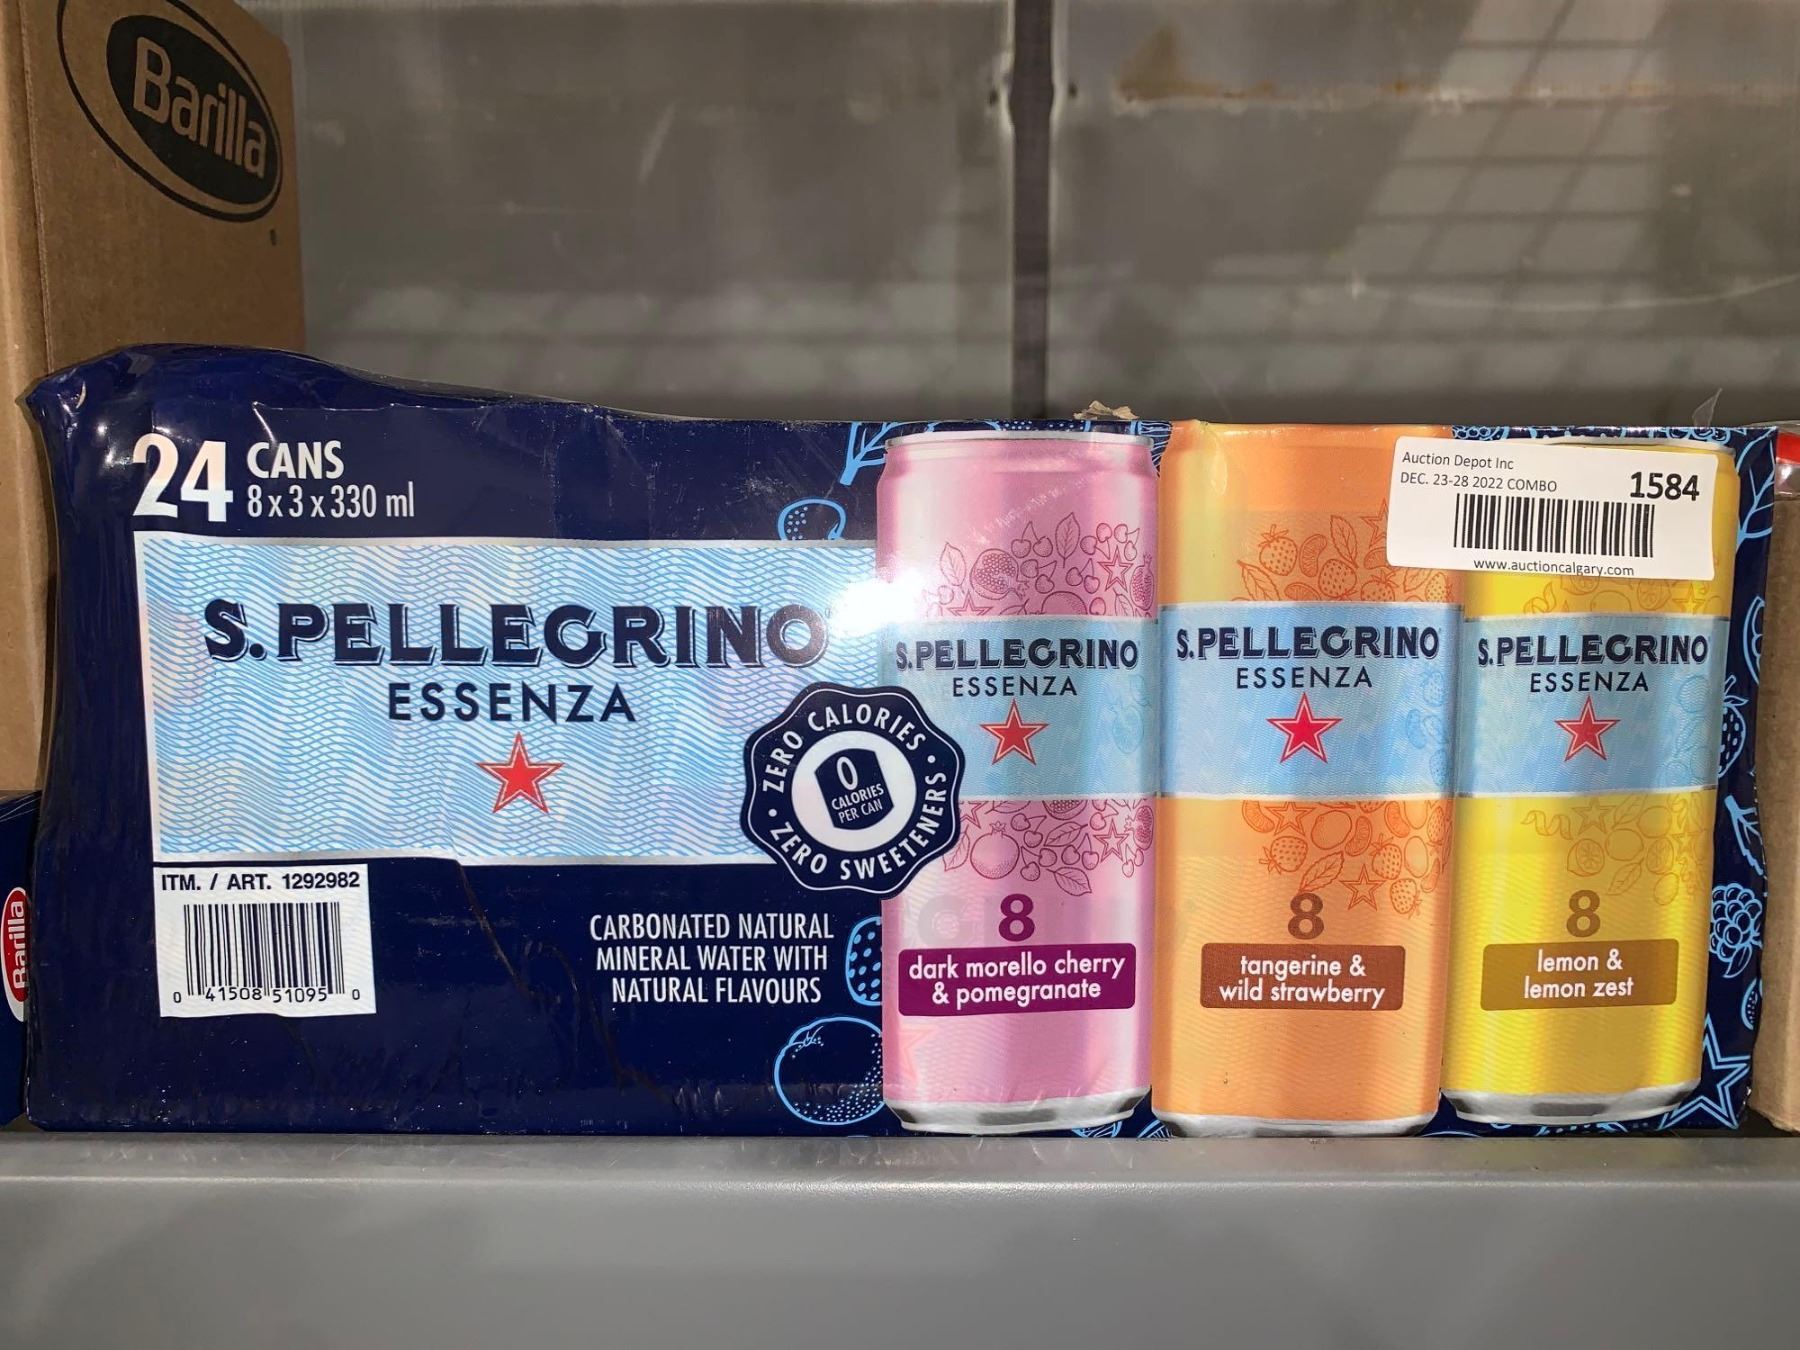 Barilla
24 CANS
8 x 3 x 330 ml
S.PELLEGRINO
ESSENZA
ZERO CALORIES • ZERO SWEETENERS •
0
CALORIES
PER CAN
ITM. / ART. 1292982
0 41508 51095 0
CARBONATED NATURAL
MINERAL WATER WITH
NATURAL FLAVOURS
S.PELLEGRINO
ESSENZA
8
dark morello cherry
& pomegranate
S.PELLEGRINO
ESSENZA
8
tangerine &
wild strawberry
Auction Depot Inc
DEC. 23-28 2022 COMBO
1584
www.auctioncalgary.com
S.PELLEGRINO
ESSENZA
8
lemon &
lemon zest
Barilla